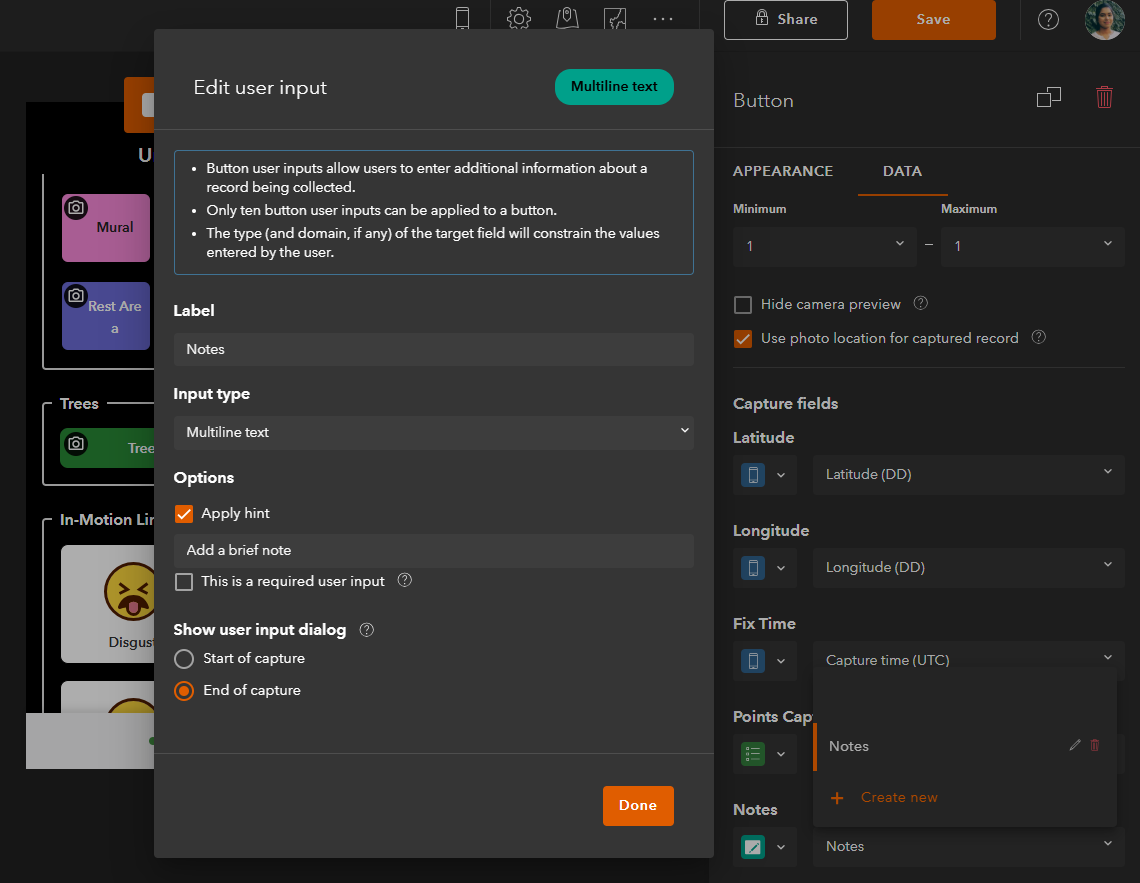 Share
Save
Edit user input
Multiline text
Button user inputs allow users to enter additional information about a
record being collected.
Only ten button user inputs can be applied to a button.
The type (and domain, if any) of the target field will constrain the values
entered by the user.
Label
Notes
Input type
Multiline text
Options
Apply hint
Add a brief note
This is a required user input
Show user input dialog
Start of capture
End of capture
Done
U
Mural
Rest Are
a
Trees
Tree
In-Motion Lin
Disgust
Button
APPEARANCE
DATA
Minimum
Maximum
1
–
1
Hide camera preview
Use photo location for captured record
Capture fields
Latitude
Latitude (DD)
Longitude
Longitude (DD)
Fix Time
Capture time (UTC)
Points Cap
Notes
Create new
Notes
Notes